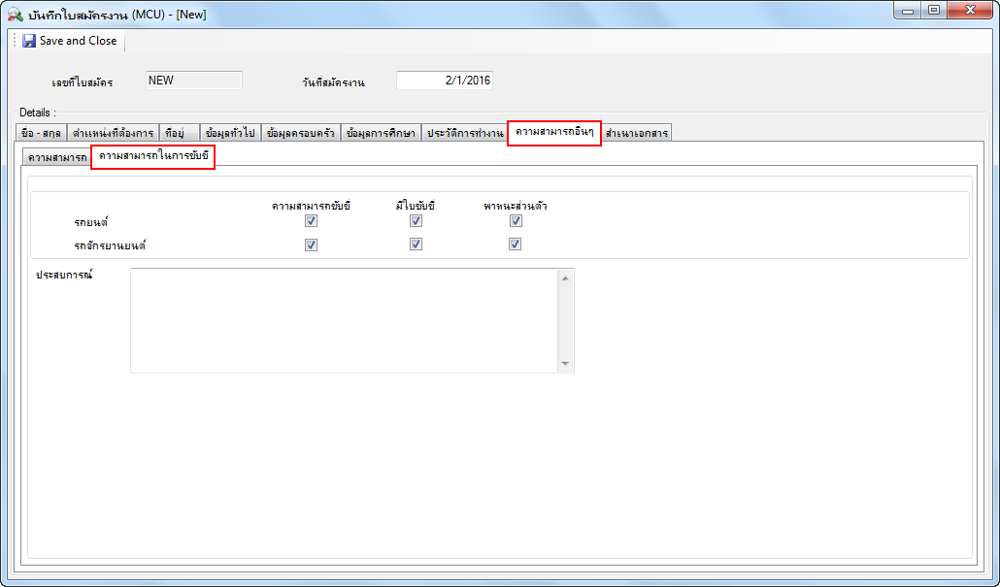 บันทึกใบสมัครงาน (MCU) - [New]
Save and Close
เลขที่ใบสมัคร NEW วันที่สมัครงาน 2/1/2016
Details :
ชื่อ - สกุล ตำแหน่งที่ต้องการ ที่อยู่ ข้อมูลทั่วไป ข้อมูลครอบครัว ข้อมูลการศึกษา ประวัติการทำงาน ความสามารถอื่นๆ สำเนาเอกสาร
ความสามารถ ความสามารถในการขับขี่
ความสามารถขับขี่ มีใบขับขี่ พาหนะส่วนตัว
รถยนต์
รถจักรยานยนต์
ประสบการณ์